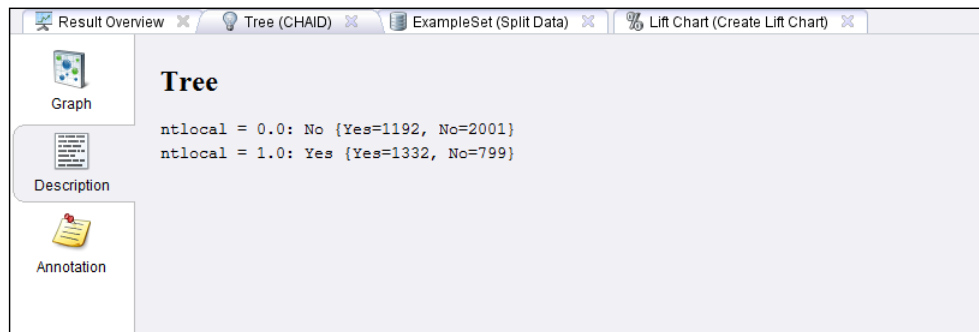 Result Overview
Tree (CHAID)
ExampleSet (Split Data)
Lift Chart (Create Lift Chart)
Graph
Description
Annotation
Tree
ntlocal = 0.0: No {Yes=1192, No=2001}
ntlocal = 1.0: Yes {Yes=1332, No=799}